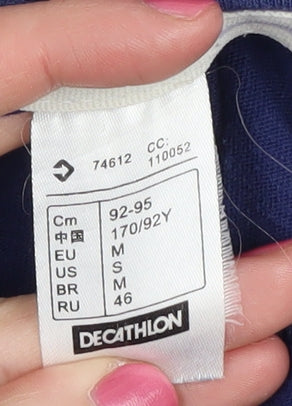 74612 CC: 110052
Cm 92-95
中国 170/92Y
EU M
US S
BR M
RU 46
DECATHLON